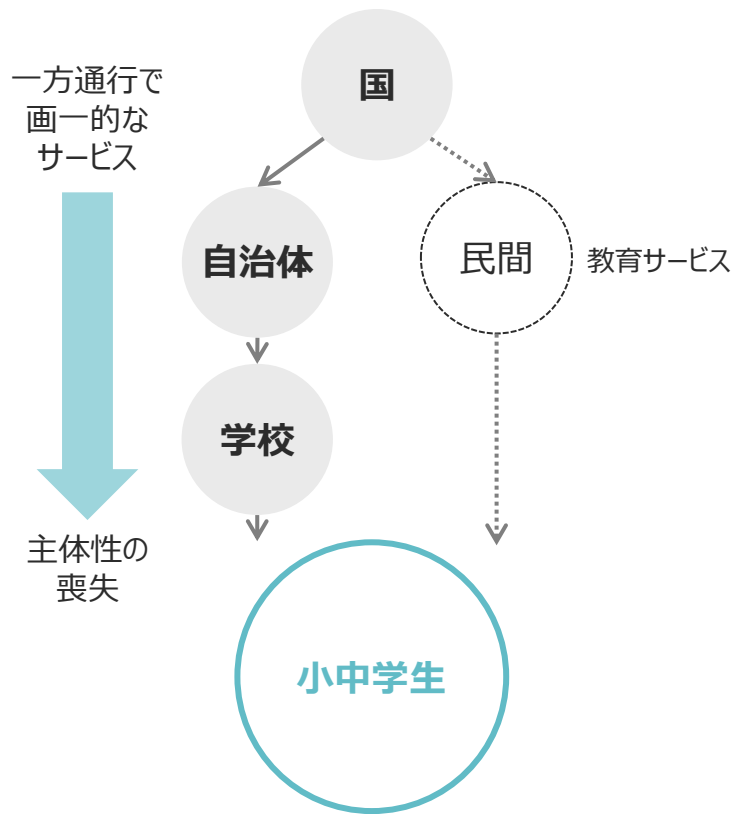 国
一方通行で
画一的な
サービス
自治体
民間
教育サービス
学校
主体性の
喪失
小中学生